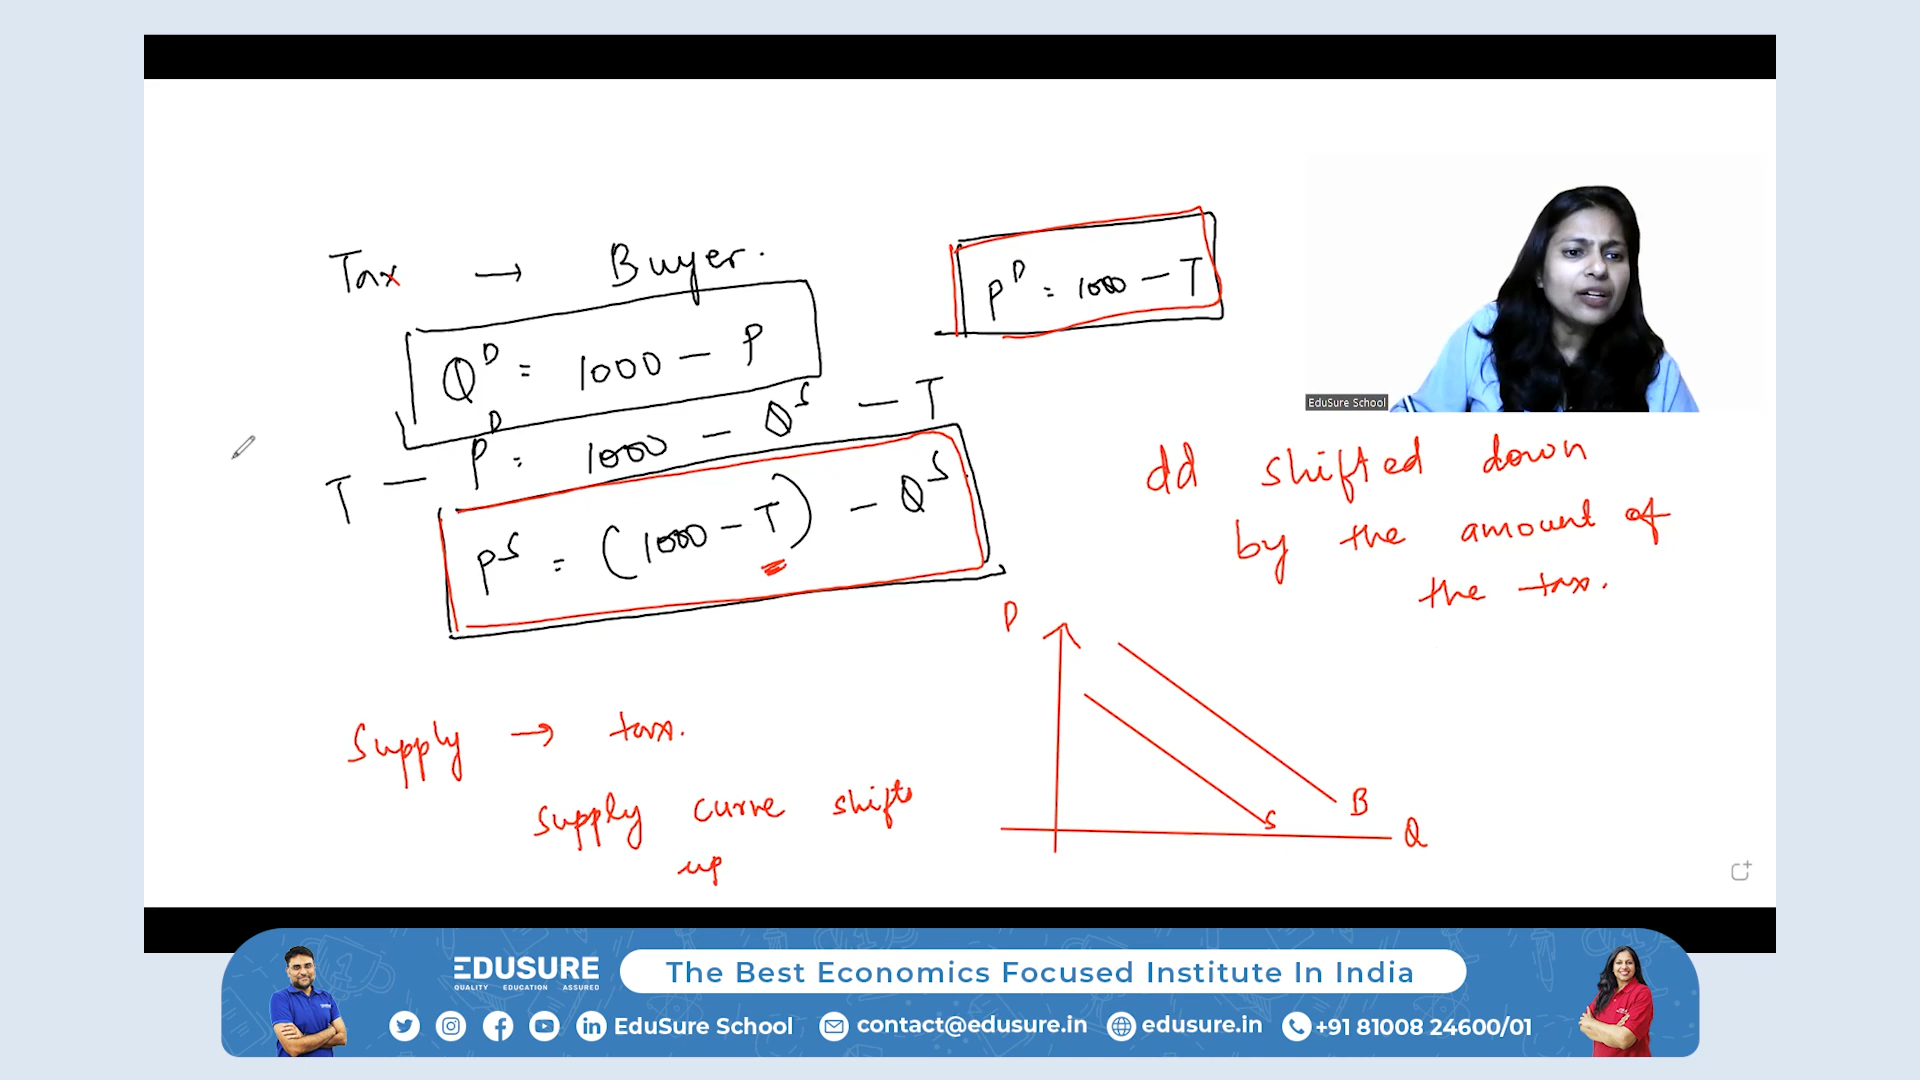 Tax → Buyer.
P^D = 1000 - T
Q^D = 1000 - P
T - P^D = 1000 - Q^S - T
P^S = (1000 - T) - Q^S
EduSure School
dd shifted down
by the amount of
the tax.
P
B
S
Q
Supply → tax.
Supply curve shifts
up
EDUSURE
QUALITY EDUCATION ASSURED
The Best Economics Focused Institute In India
EduSure School contact@edusure.in edusure.in +91 81008 24600/01